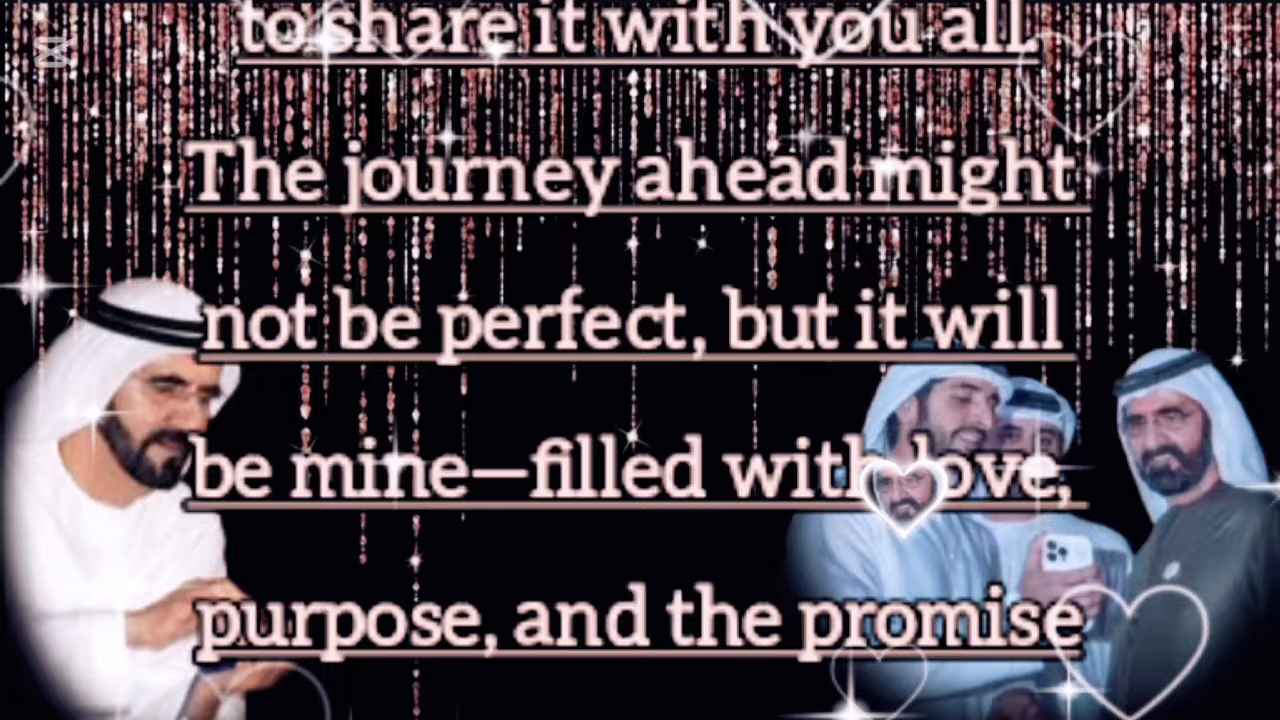 to share it with you all.
The journey ahead might
not be perfect, but it will
be mine—filled with love,
purpose, and the promise